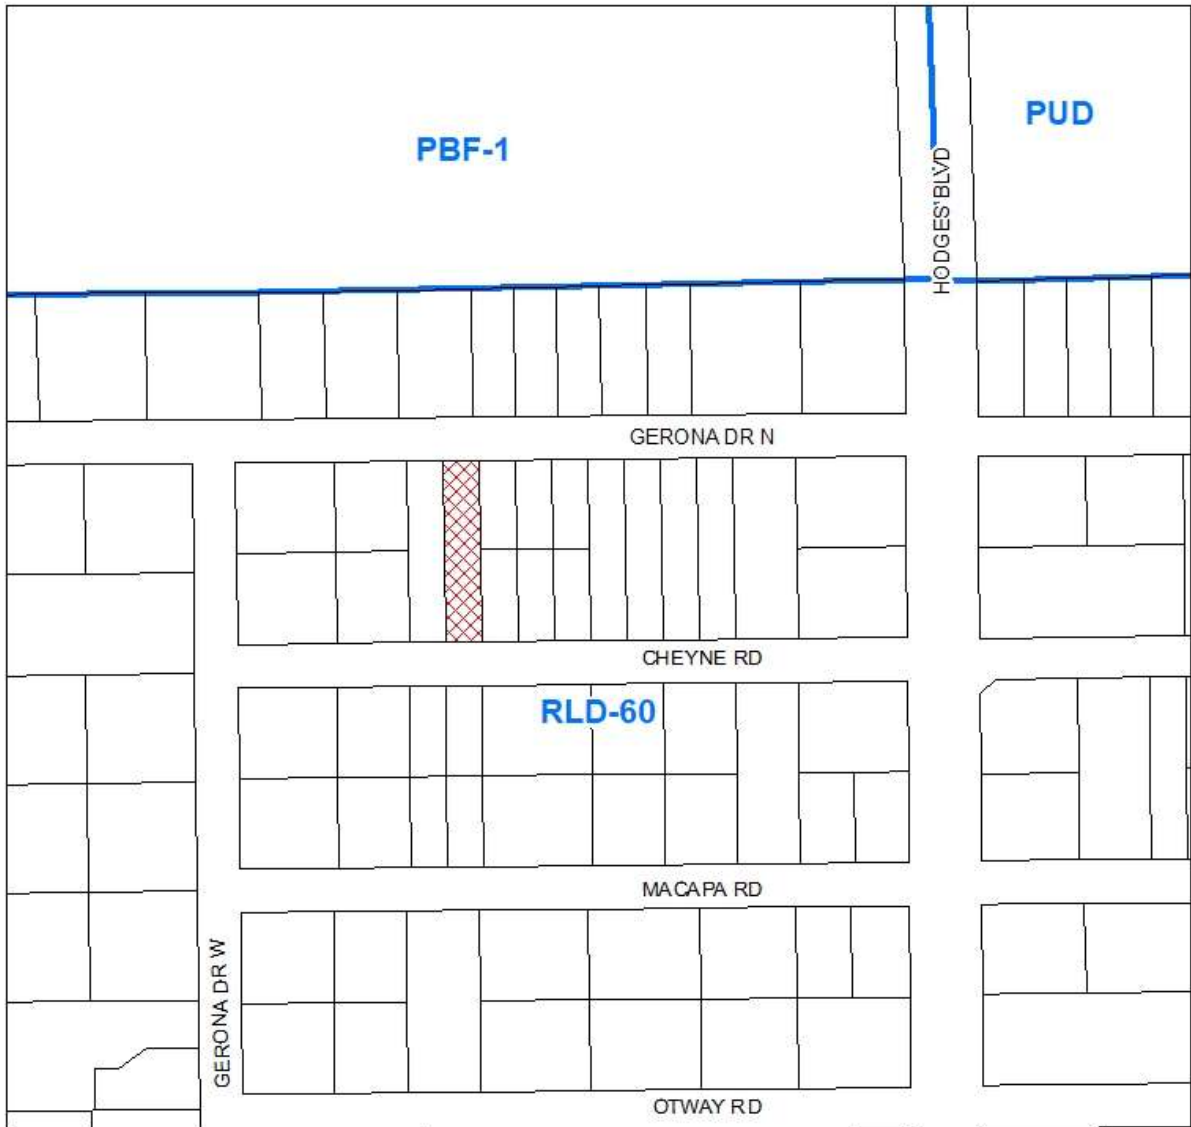 PUD
PBF-1
HODGES BLVD
GERONA DR N
CHEYNE RD
RLD-60
MACAPA RD
GERONA DR W
OTWAY RD